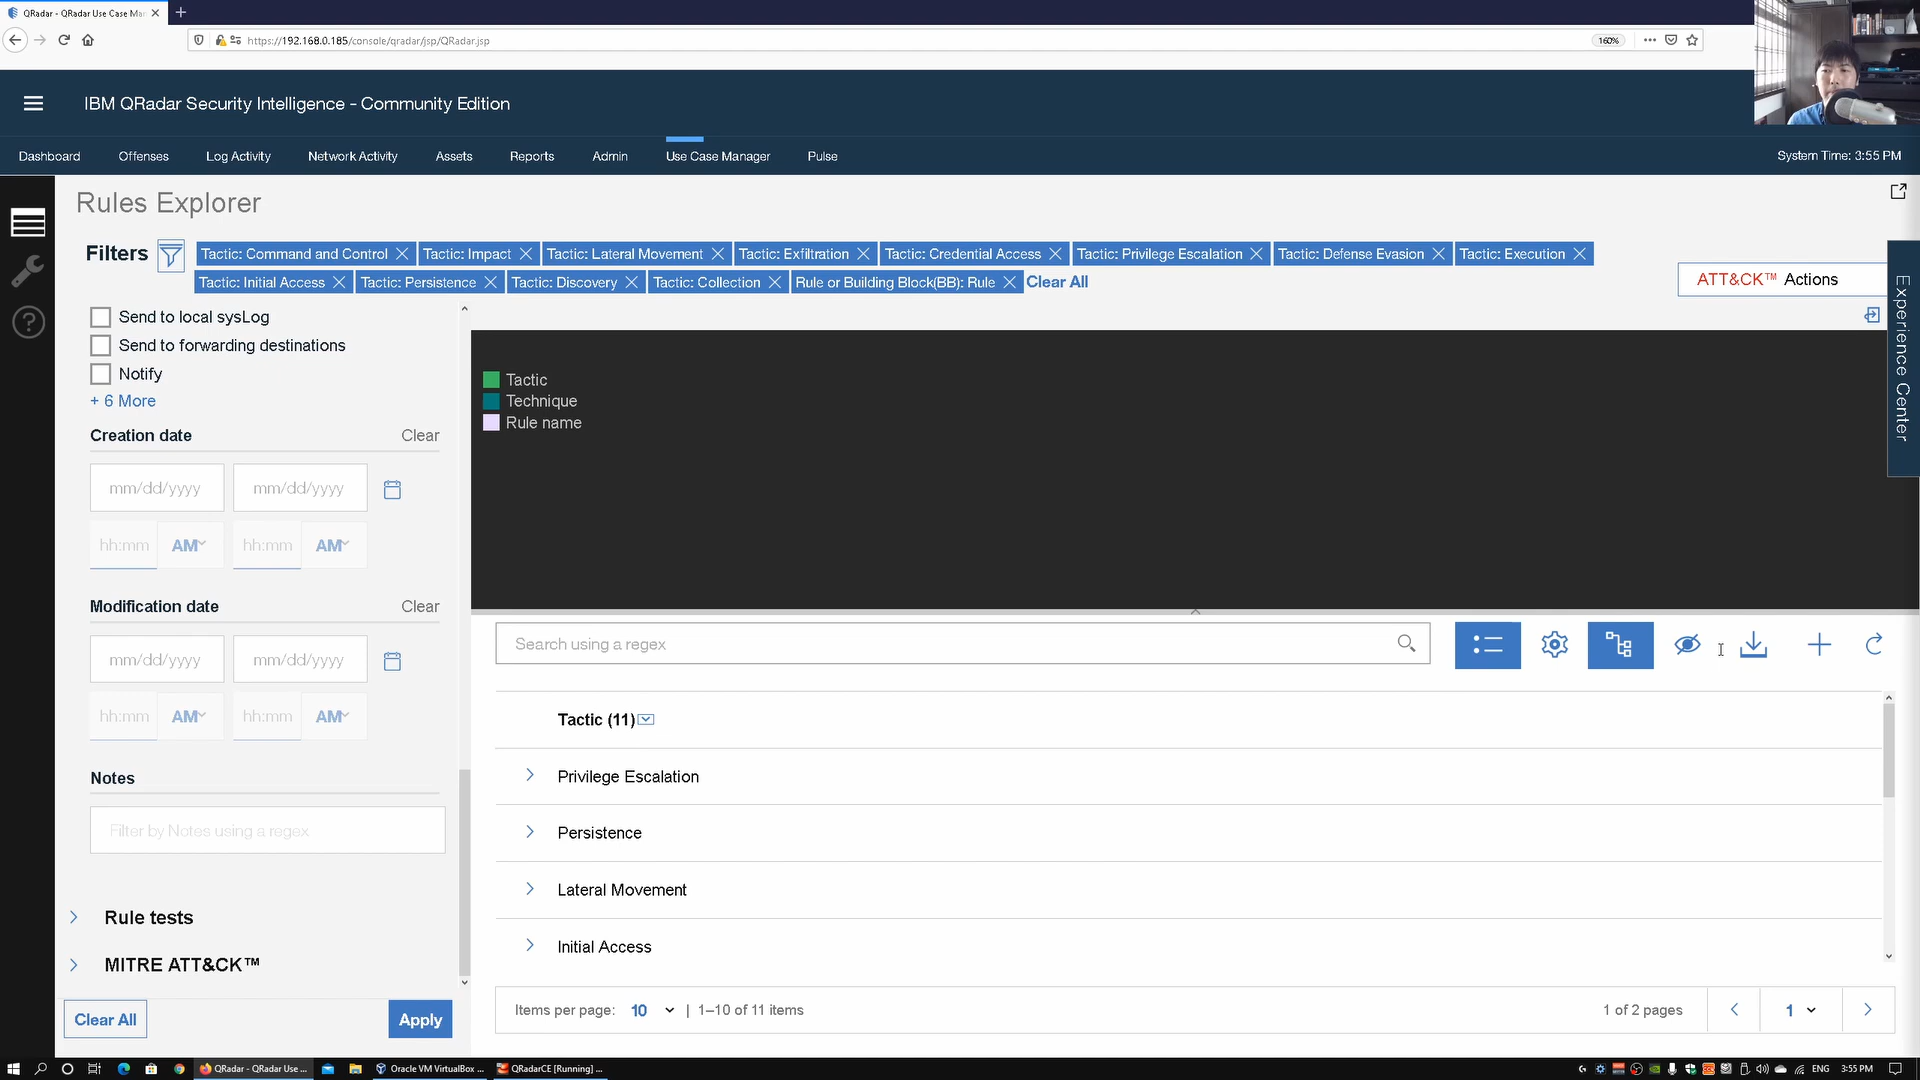 QRadar - QRadar Use Case Ma
https://192.168.0.185/console/qradar/jsp/QRadar.jsp
160%
IBM QRadar Security Intelligence - Community Edition
Dashboard Offenses Log Activity Network Activity Assets Reports Admin Use Case Manager Pulse System Time: 3:55 PM
Rules Explorer
Filters Tactic: Command and Control Tactic: Impact Tactic: Lateral Movement Tactic: Exfiltration Tactic: Credential Access Tactic: Privilege Escalation Tactic: Defense Evasion Tactic: Execution
Tactic: Initial Access Tactic: Persistence Tactic: Discovery Tactic: Collection Rule or Building Block(BB): Rule Clear All
ATT&CK™ Actions
Experience Center
Send to local sysLog
Send to forwarding destinations
Notify
+ 6 More
Creation date Clear
mm/dd/yyyy mm/dd/yyyy
hh:mm AM hh:mm AM
Modification date Clear
mm/dd/yyyy mm/dd/yyyy
hh:mm AM hh:mm AM
Notes
Filter by Notes using a regex
Rule tests
MITRE ATT&CK™
Clear All Apply
Tactic
Technique
Rule name
Search using a regex
Tactic (11)
Privilege Escalation
Persistence
Lateral Movement
Initial Access
Items per page: 10 | 1–10 of 11 items 1 of 2 pages 1
QRadar - QRadar Use ... Oracle VM VirtualBox ... QRadarCE [Running] ... ENG 3:55 PM